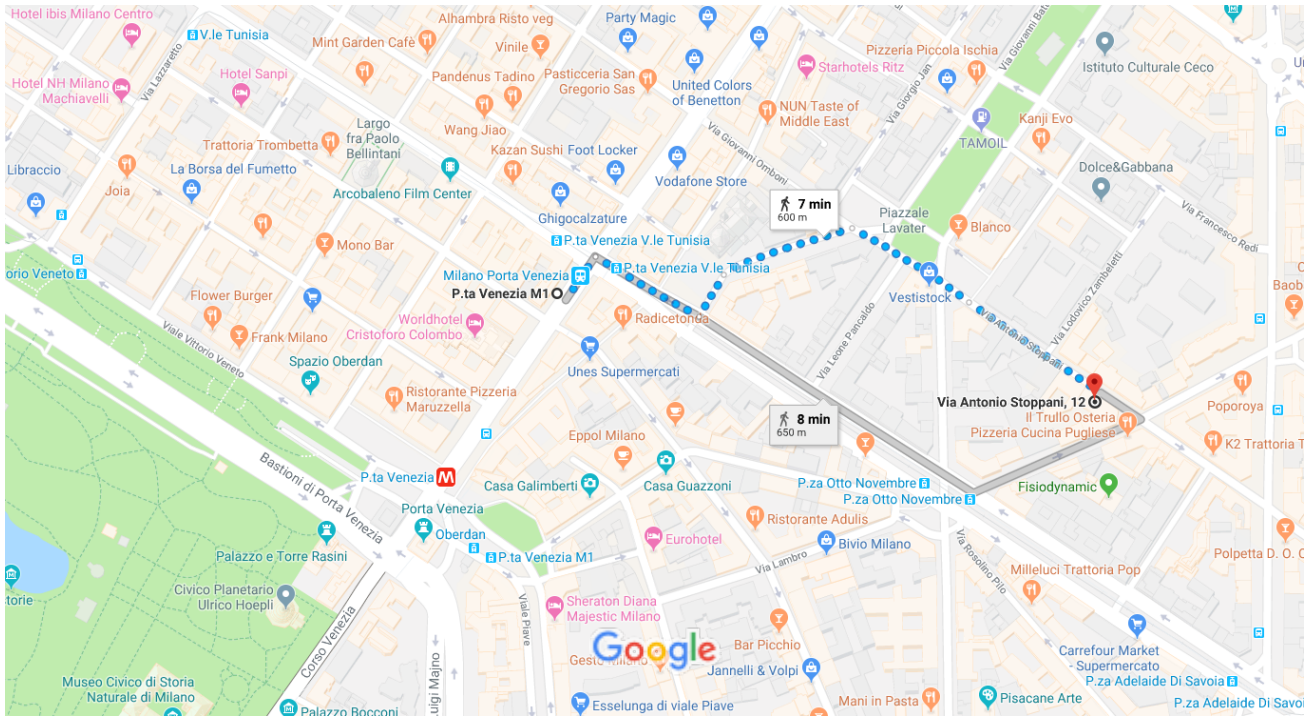 Hotel ibis Milano Centro
V.le Tunisia
Via Lazzaretto
Alhambra Risto veg
Party Magic
Mint Garden Cafè
Vinile
Pandenus Tadino
Pasticceria San
Gregorio Sas
United Colors
of Benetton
Starhotels Ritz
Pizzeria Piccola Ischia
Istituto Culturale Ceco
Hotel NH Milano
Machiavelli
Hotel Sanpi
NUN Taste of
Middle East
Via Giorgio Jan
Via Giovanni Omboni
TAMOIL
Kanji Evo
Largo
fra Paolo
Bellintani
Wang Jiao
Trattoria Trombetta
Kazan Sushi
Foot Locker
Libraccio
Joia
La Borsa del Fumetto
Arcobaleno Film Center
Vodafone Store
Dolce&Gabbana
7 min
600 m
Piazzale
Lavater
Via Francesco Redi
Ghigocalzature
Blanco
Mono Bar
P.ta Venezia V.le Tunisia
Milano Porta Venezia
P.ta Venezia V.le Tunisia
P.ta Venezia M1
Vestistock
Via Lodovico Zambeletti
Flower Burger
Frank Milano
Viale Vittorio Veneto
Worldhotel
Cristoforo Colombo
Radicetonda
Via Antonio Stoppani
Via Leone Pancaldo
Spazio Oberdan
Unes Supermercati
Ristorante Pizzeria
Maruzzella
Via Antonio Stoppani, 12
8 min
650 m
Il Trullo Osteria
Pizzeria Cucina Pugliese
Poporoya
K2 Trattoria
Eppol Milano
Bastioni di Porta Venezia
P.ta Venezia
M
Casa Galimberti
Casa Guazzoni
P.za Otto Novembre
P.za Otto Novembre
Fisiodynamic
Porta Venezia
Oberdan
Ristorante Adulis
Palazzo e Torre Rasini
Eurohotel
Bivio Milano
P.ta Venezia M1
Via Lambro
Via Rosolino Pilo
Polpetta D. O.
Milleluci Trattoria Pop
Civico Planetario
Ulrico Hoepli
Viale Piave
Sheraton Diana
Majestic Milano
Corso Venezia
Google
Bar Picchio
Carrefour Market
- Supermercato
Jannelli & Volpi
P.za Adelaide Di Savoia
Museo Civico di Storia
Naturale di Milano
Luigi Majno
Mani in Pasta
Pisacane Arte
Palazzo Bocconi
Esselunga di viale Piave
P.za Adelaide Di